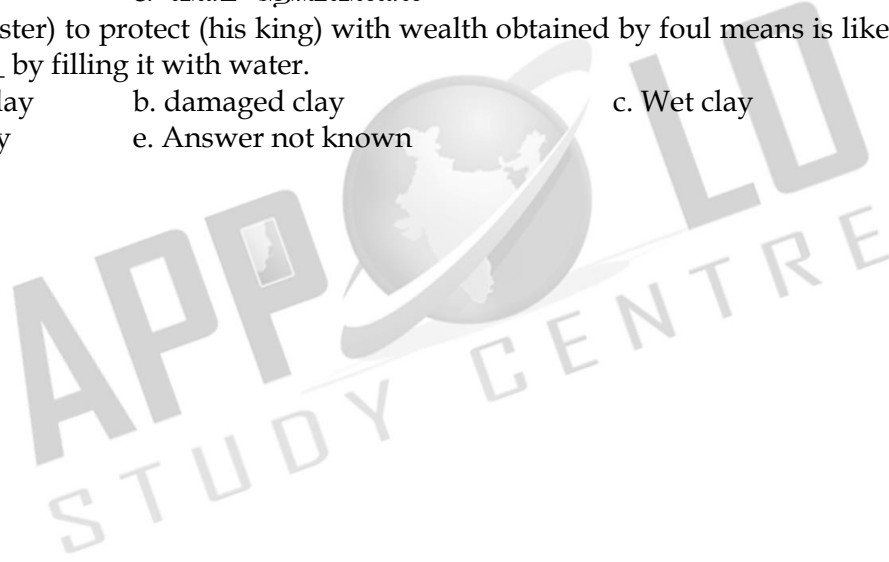 ster) to protect (his king) with wealth obtained by foul means is like
_ by filling it with water.
lay b. damaged clay c. Wet clay
y e. Answer not known
APPOLO
STUDY CENTRE